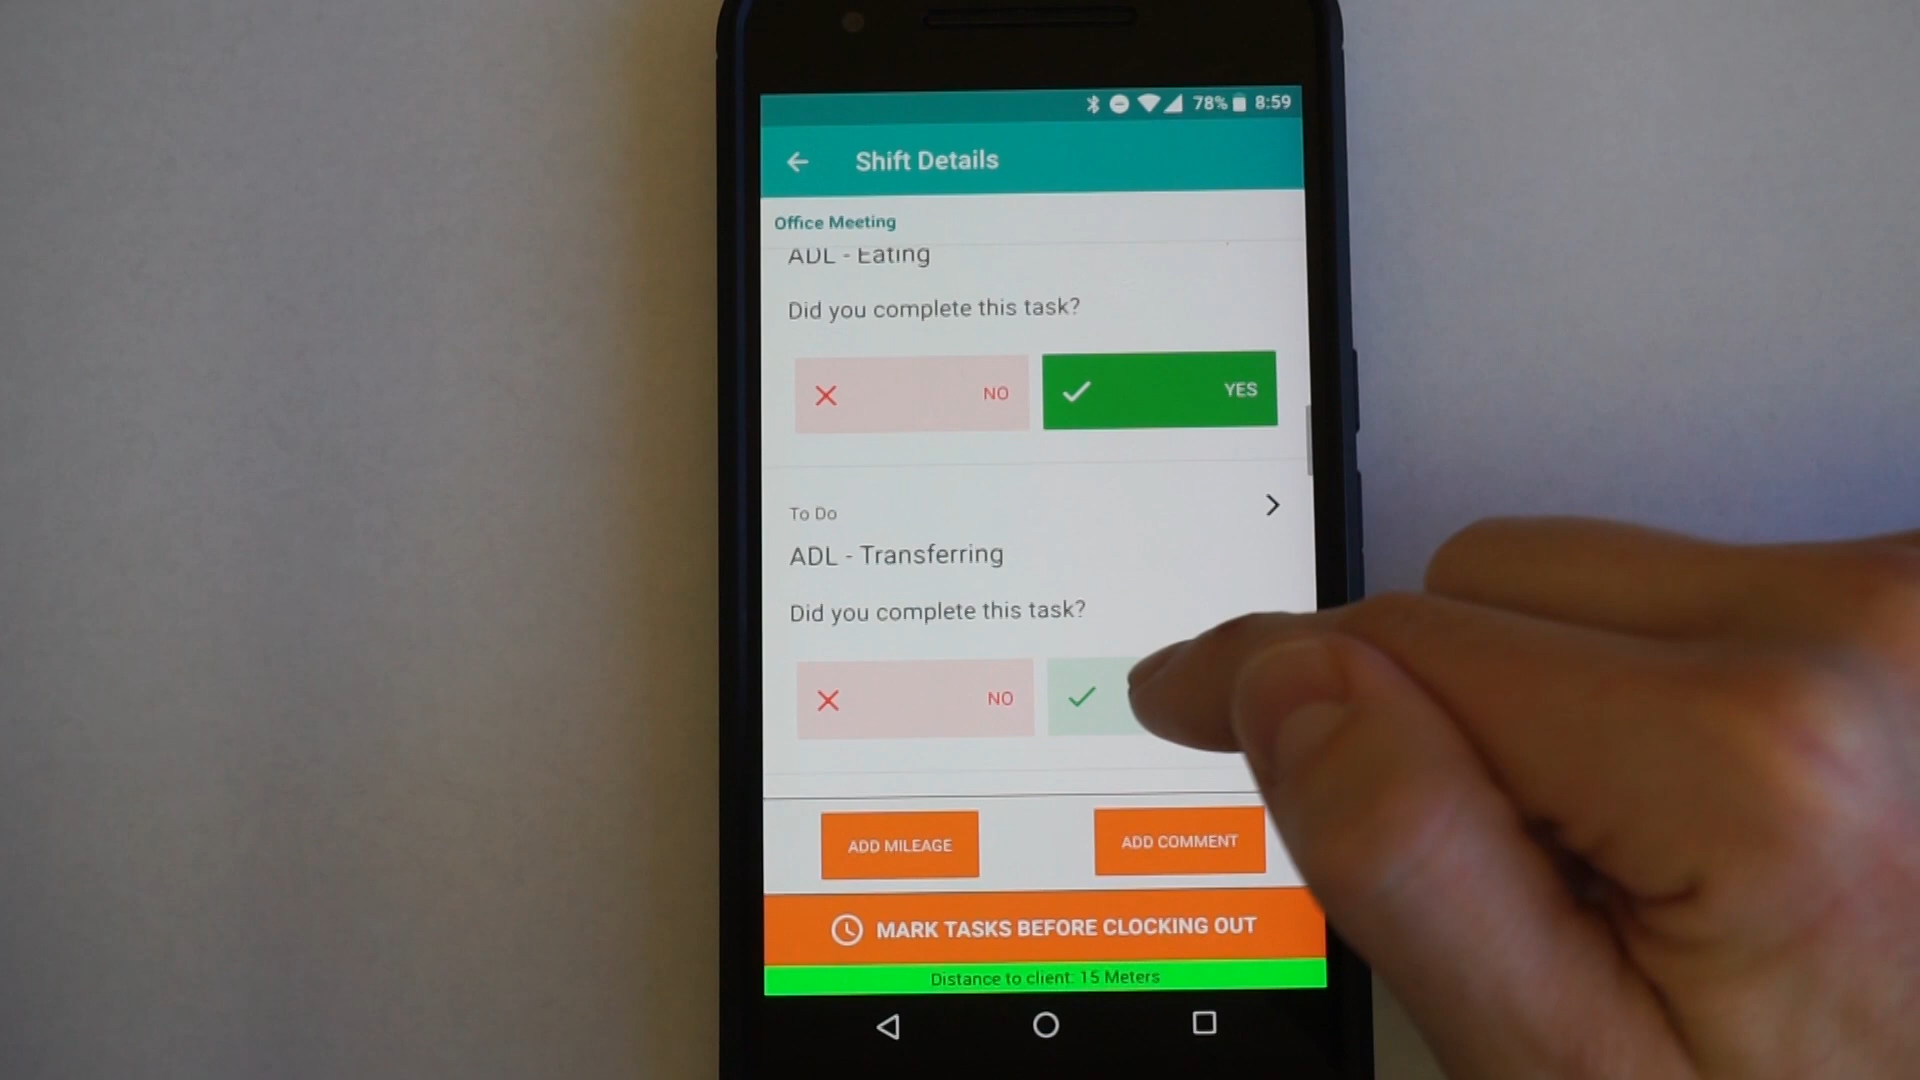 78% 8:59
Shift Details
Office Meeting
ADL - Eating
Did you complete this task?
NO YES
To Do
ADL - Transferring
Did you complete this task?
NO
ADD MILEAGE ADD COMMENT
MARK TASKS BEFORE CLOCKING OUT
Distance to client: 15 Meters